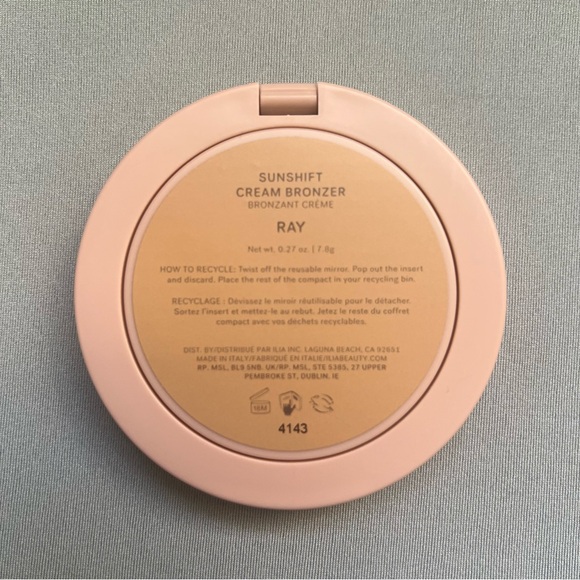 SUNSHIFT
CREAM BRONZER
BRONZANT CRÈME
RAY
Net wt. 0.27 oz. | 7.8g
HOW TO RECYCLE: Twist off the reusable mirror. Pop out the insert
and discard. Place the rest of the compact in your recycling bin.
RECYCLAGE : Dévissez le miroir réutilisable pour le détacher.
Sortez l'insert et mettez-le au rebut. Jetez le reste du coffret
compact avec vos déchets recyclables.
DIST. BY/DISTRIBUÉ PAR ILIA INC. LAGUNA BEACH, CA 92651
MADE IN ITALY/FABRIQUÉ EN ITALIE/ILIABEAUTY.COM
RP. MSL, BL9 5NB. UK/RP. MSL, STE 5385, 27 UPPER
PEMBROKE ST, DUBLIN, IE
4143